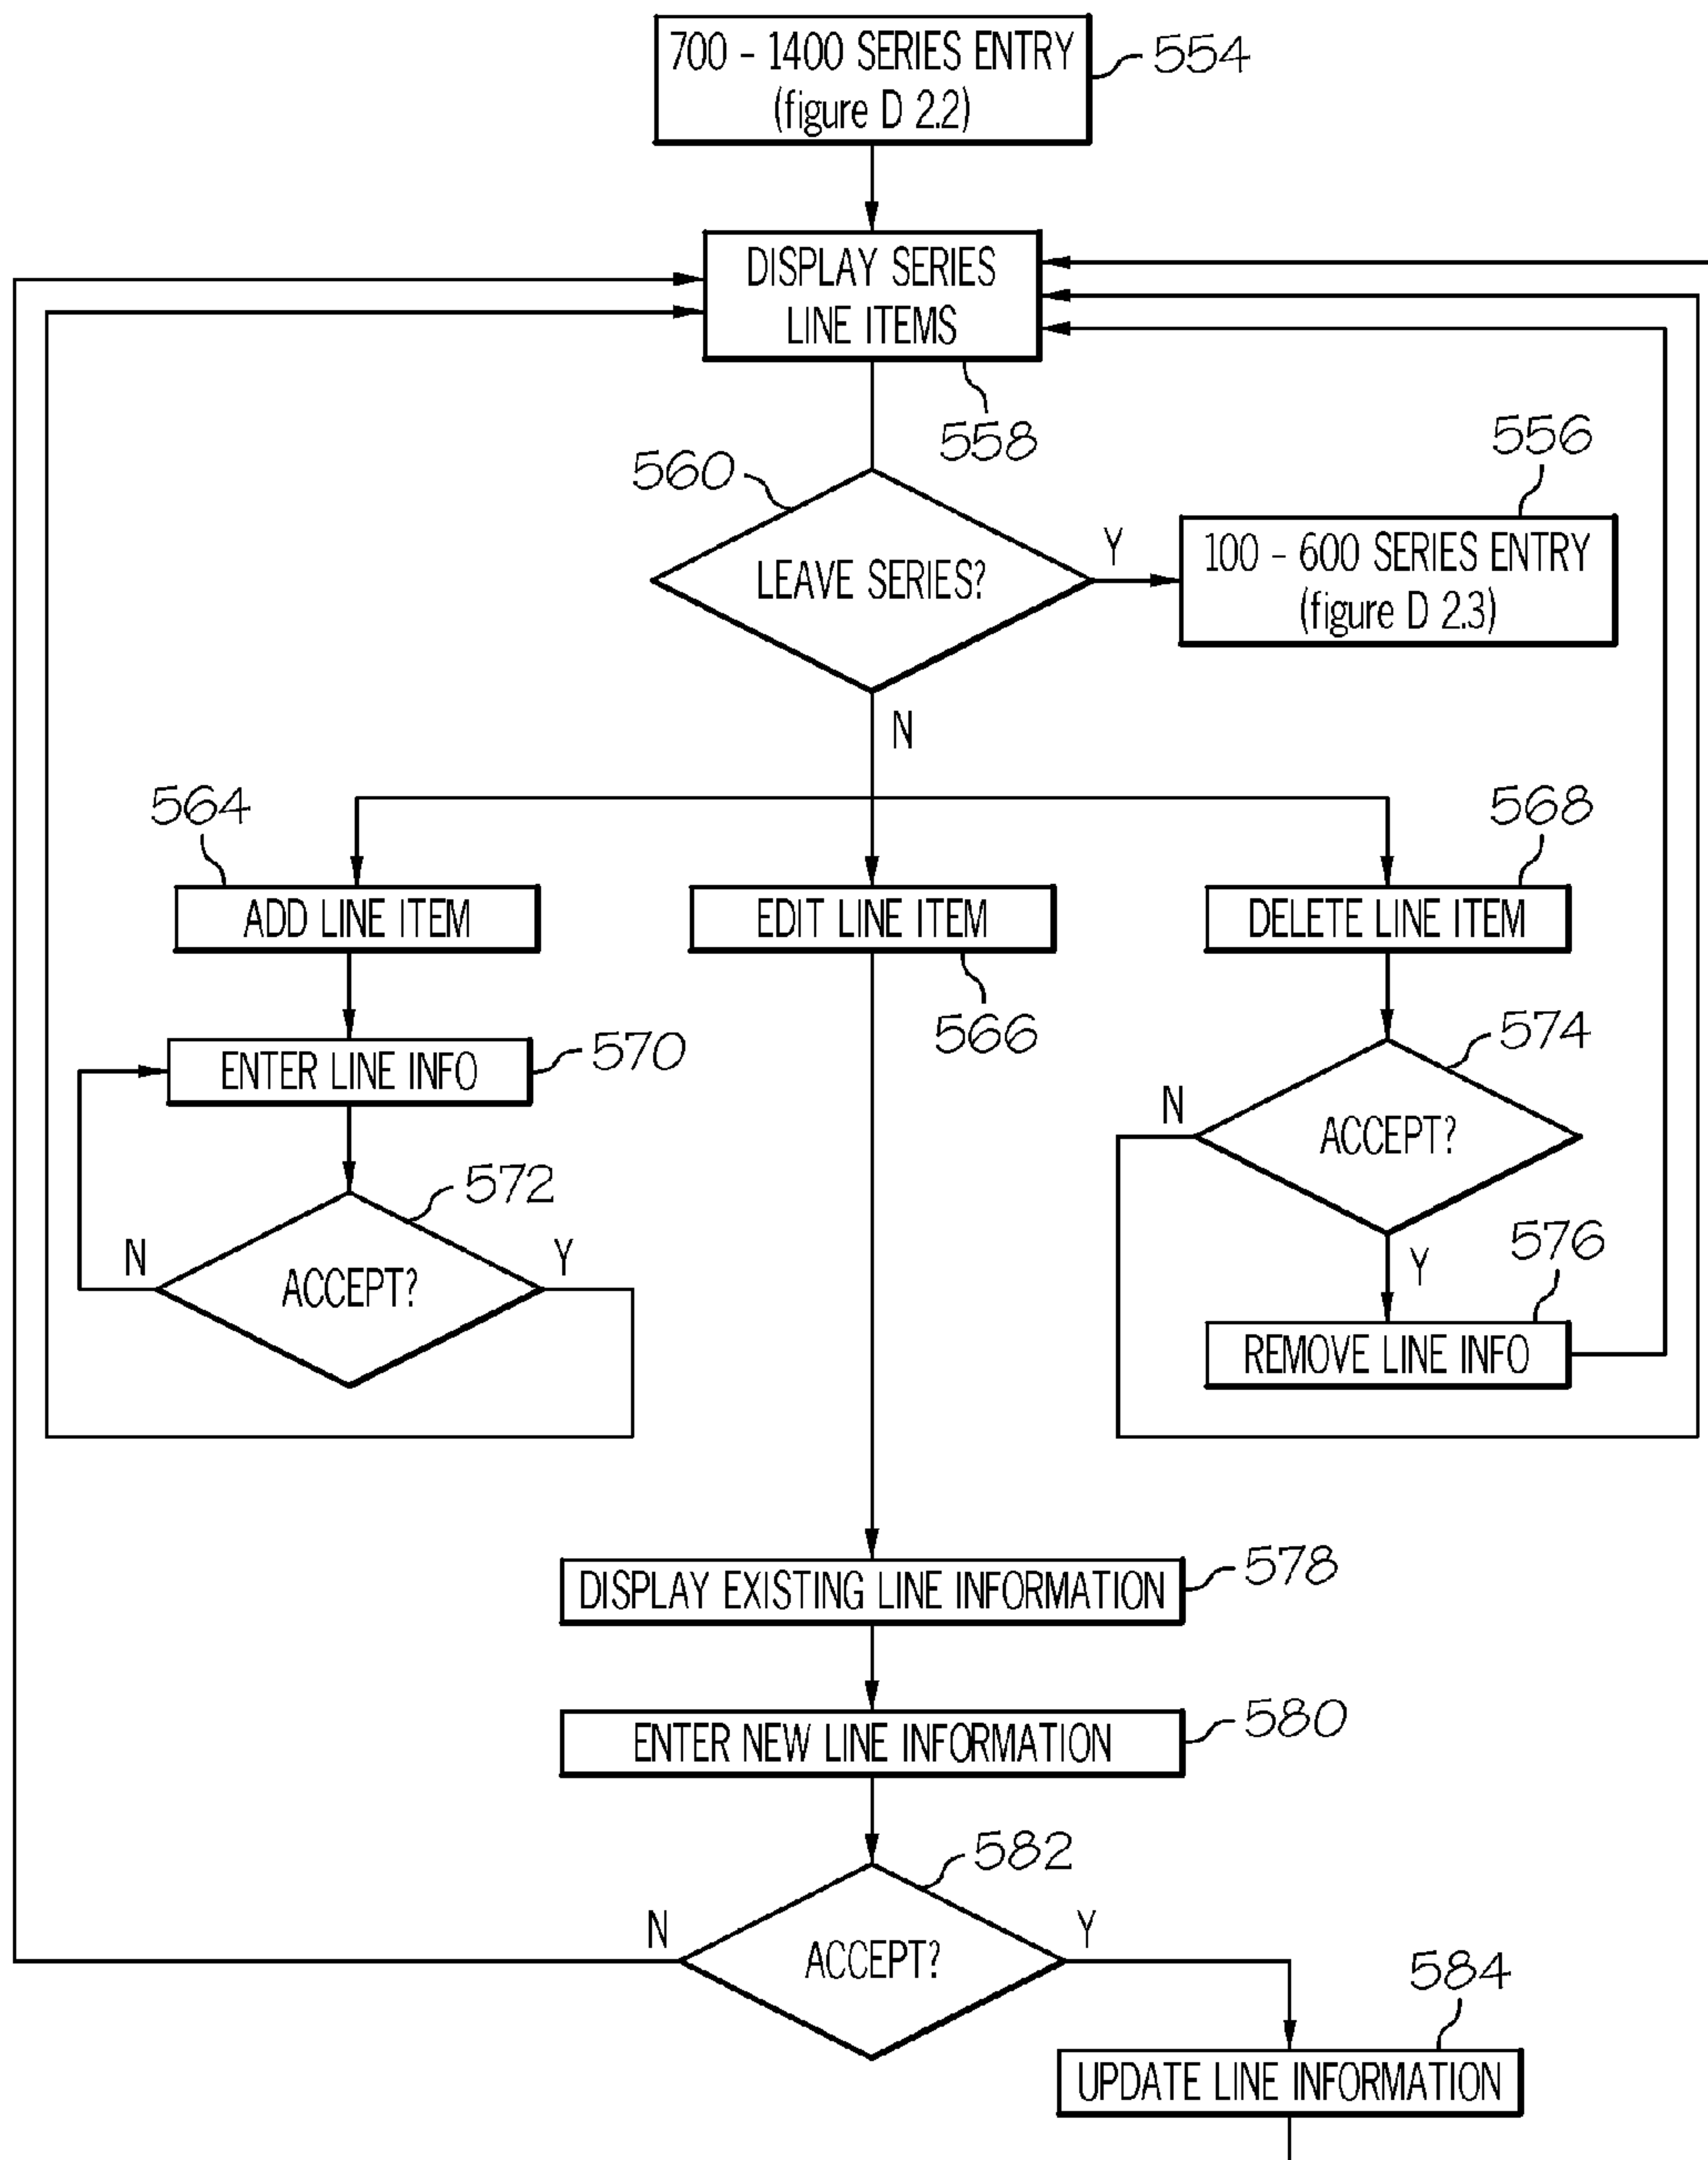 700 - 1400 SERIES ENTRY
(figure D 2.2)
554
DISPLAY SERIES
LINE ITEMS
558
556
560
LEAVE SERIES?
Y
100 - 600 SERIES ENTRY
(figure D 2.3)
N
564
568
ADD LINE ITEM
EDIT LINE ITEM
DELETE LINE ITEM
566
574
ENTER LINE INFO
570
N
ACCEPT?
572
N
Y
ACCEPT?
Y
576
REMOVE LINE INFO
DISPLAY EXISTING LINE INFORMATION
578
ENTER NEW LINE INFORMATION
580
582
N
Y
ACCEPT?
584
UPDATE LINE INFORMATION